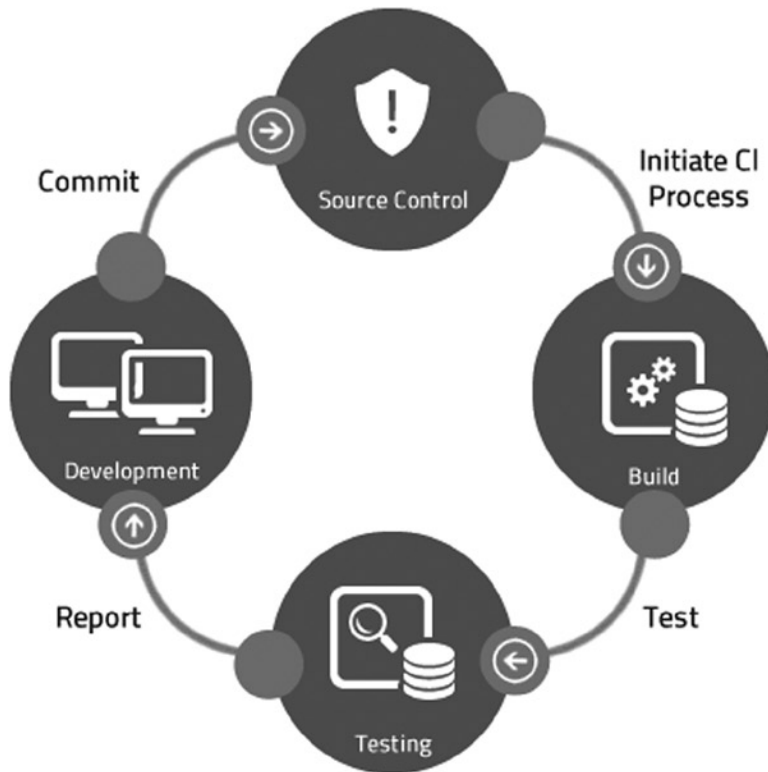 Source Control
Initiate CI
Process
Commit
Development
Build
Report
Test
Testing